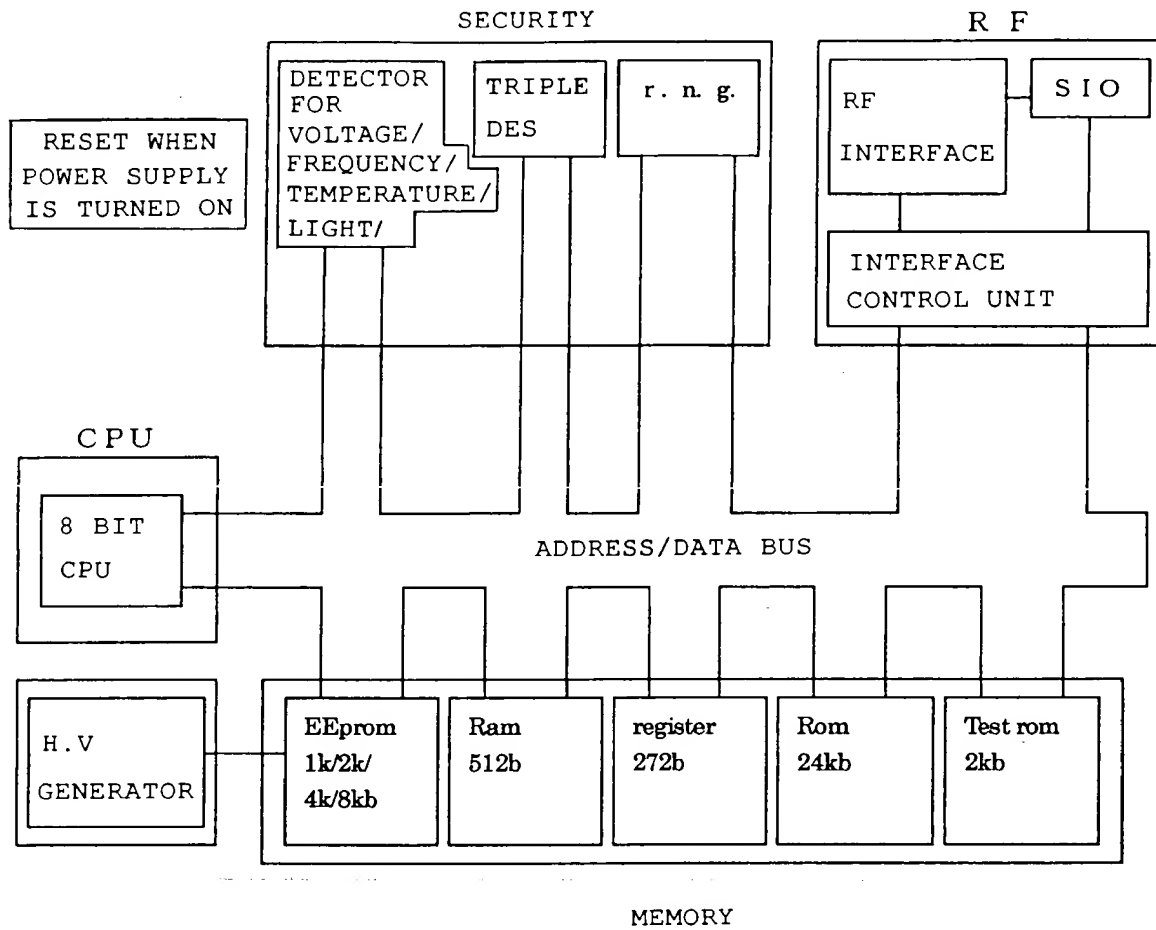 SECURITY
R F
DETECTOR
FOR
VOLTAGE/
FREQUENCY/
TEMPERATURE/
LIGHT/
TRIPLE
DES
r. n. g.
RF
INTERFACE
SIO
RESET WHEN
POWER SUPPLY
IS TURNED ON
INTERFACE
CONTROL UNIT
CPU
8 BIT
CPU
ADDRESS/DATA BUS
H.V
GENERATOR
EEprom
1k/2k/
4k/8kb
Ram
512b
register
272b
Rom
24kb
Test rom
2kb
MEMORY